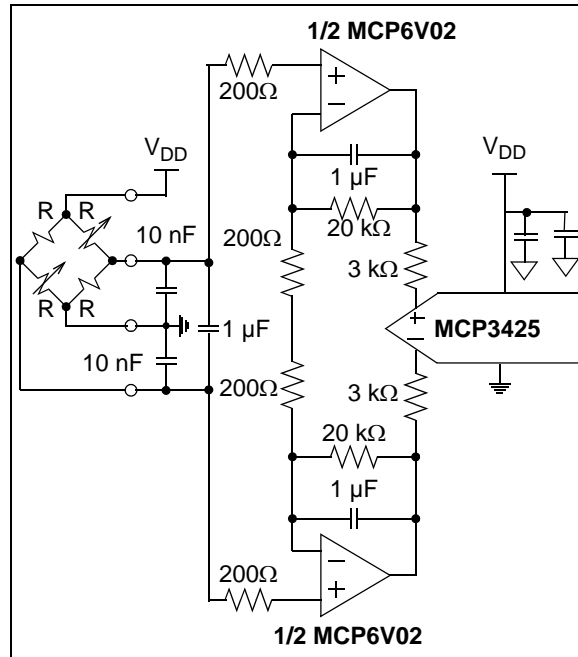 1/2 MCP6V02
200Ω
+
−
V_DD
V_DD
1 µF
R R
10 nF
20 kΩ
200Ω
3 kΩ
+
−
MCP3425
R R
1 µF
10 nF
200Ω
3 kΩ
20 kΩ
1 µF
200Ω
−
+
1/2 MCP6V02